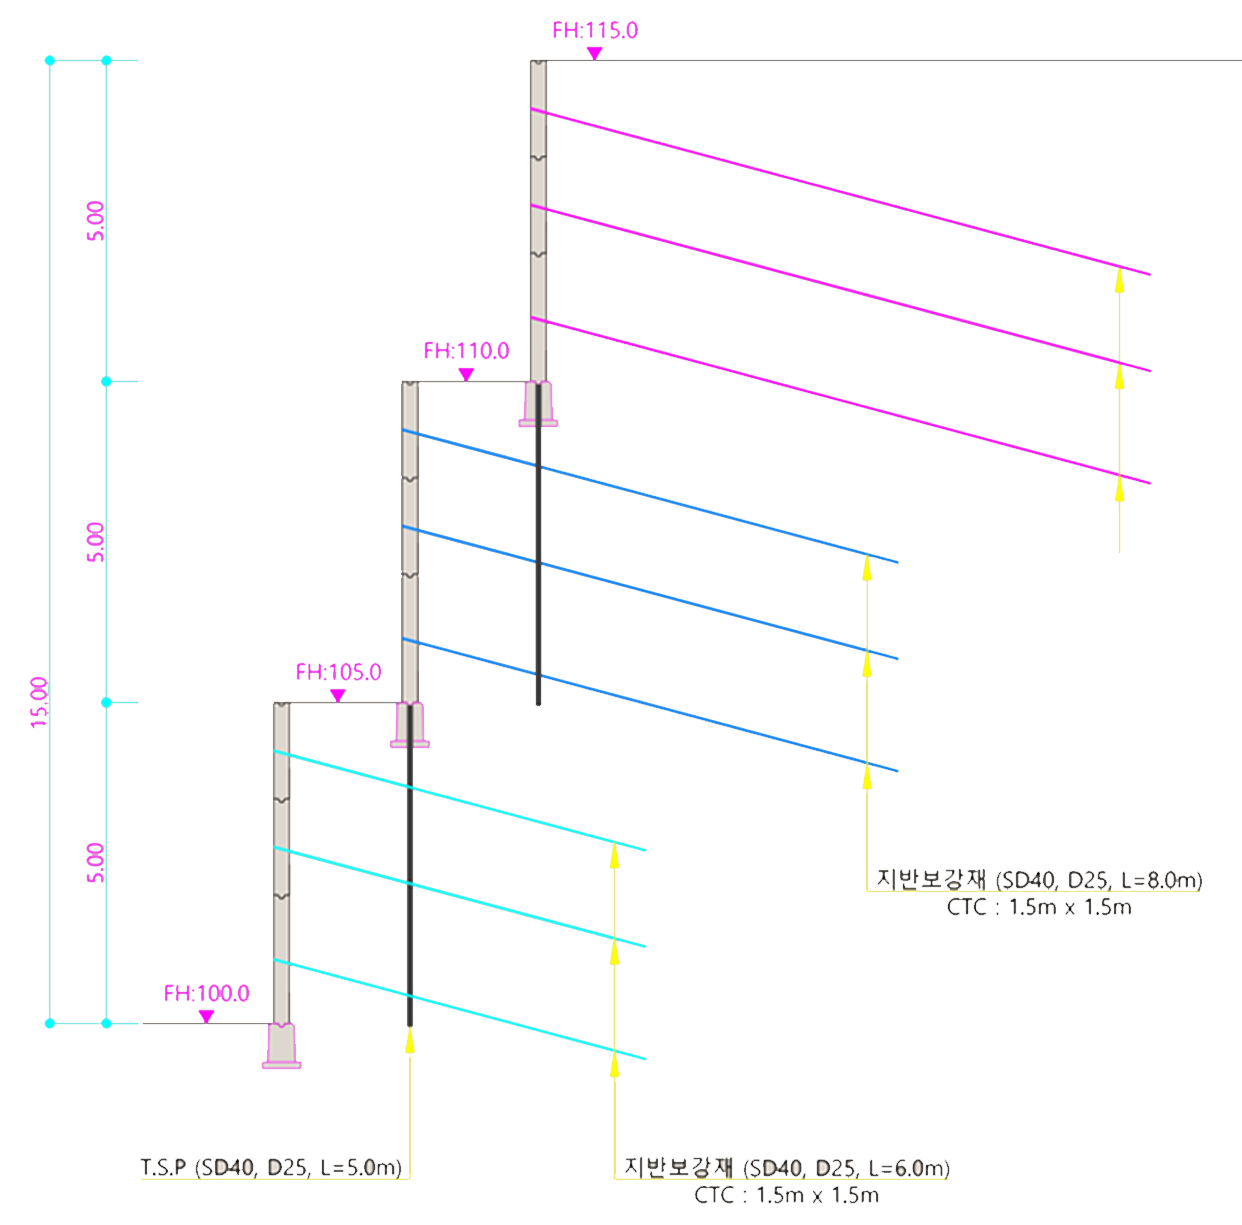 FH:115.0
5.00
FH:110.0
5.00
FH:105.0
15.00
5.00
지반보강재 (SD40, D25, L=8.0m)
CTC : 1.5m x 1.5m
FH:100.0
T.S.P (SD40, D25, L=5.0m)
지반보강재 (SD40, D25, L=6.0m)
CTC : 1.5m x 1.5m